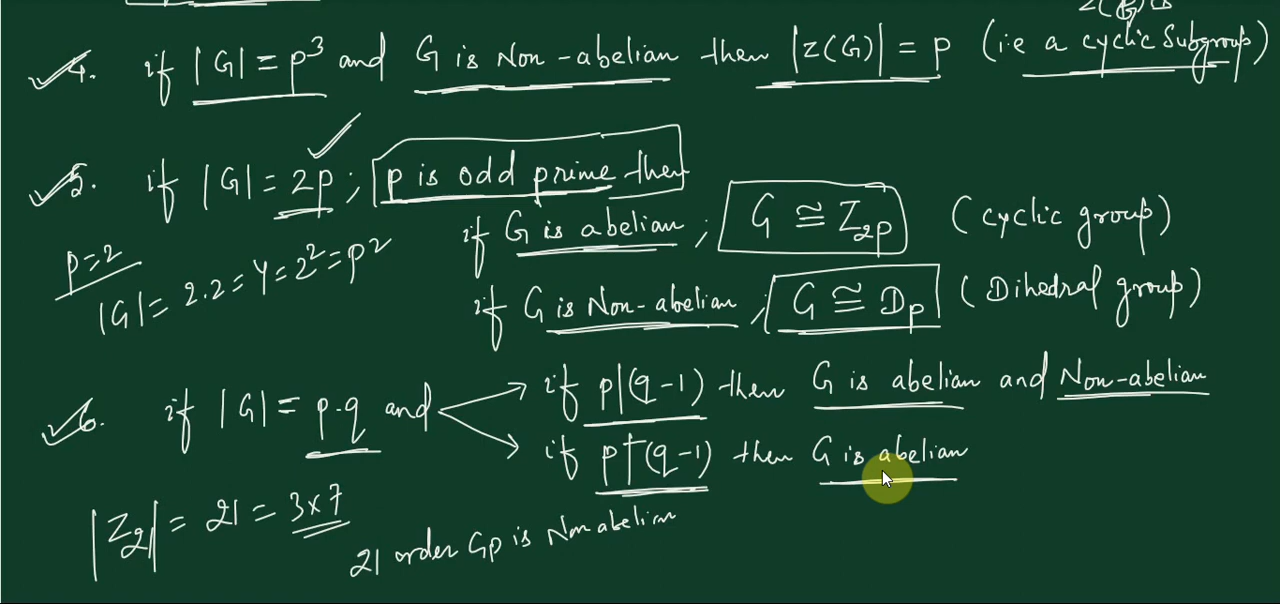 Z(G) is
4. if |G| = p³ and G is Non-abelian then |Z(G)| = p (i.e a cyclic Subgroup)
5. if |G| = 2p ; p is odd prime then
if G is abelian ; G ≅ Z₂ₚ (cyclic group)
p=2
|G| = 2.2 = 4 = 2² = p²
if G is Non-abelian, G ≅ Dₚ (Dihedral group)
6. if |G| = p.q and
if p|(q-1) then G is abelian and Non-abelian
if p†(q-1) then G is abelian
|Z₂₁| = 21 = 3x7
21 order Gp is Non abelian